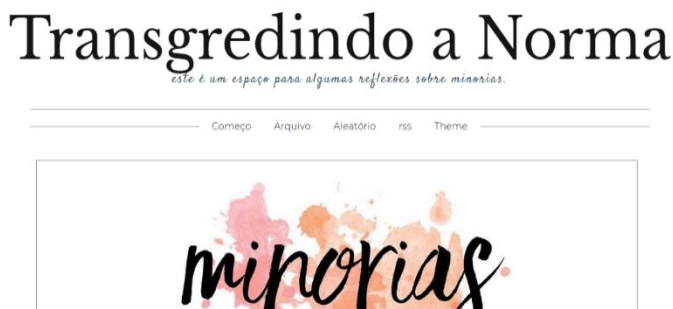 Transgredindo a Norma
este é um espaço para algumas reflexões sobre minorias.
Começo Arquivo Aleatório rss Theme
minorias